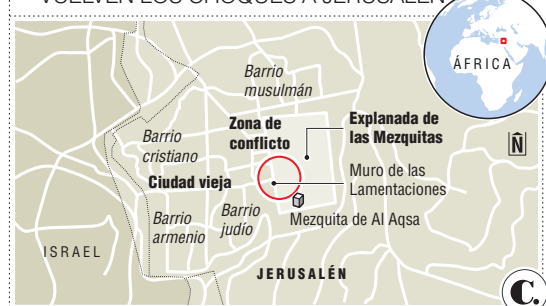 VUELVEN LOS CHOQUES A JERUSALÉN
ÁFRICA
Barrio
musulmán
Zona de
conflicto
Explanada de
las Mezquitas
N
Barrio
cristiano
Muro de las
Lamentaciones
Ciudad vieja
Mezquita de Al Aqsa
Barrio
armenio
Barrio
judío
ISRAEL
JERUSALÉN
C.